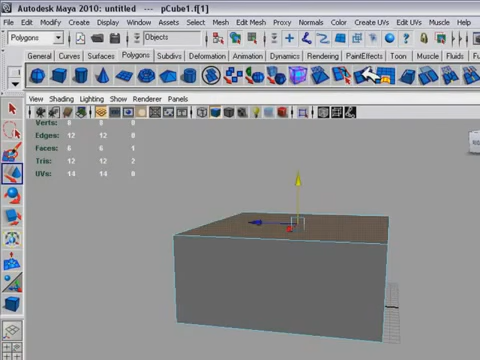 Autodesk Maya 2010: untitled --- pCube1.f[1]
File Edit Modify Create Display Window Assets Select Mesh Edit Mesh Proxy Normals Color Create UVs Edit UVs Muscle
Polygons Objects
General Curves Surfaces Polygons Subdivs Deformation Animation Dynamics Rendering PaintEffects Toon Muscle Fluids
View Shading Lighting Show Renderer Panels
Verts: 8 8 0
Edges: 12 12 0
Faces: 6 6 1
Tris: 12 12 2
UVs: 14 14 0